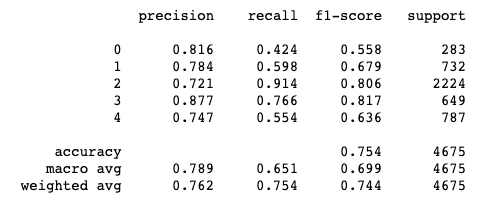 precision recall f1-score support
0 0.816 0.424 0.558 283
1 0.784 0.598 0.679 732
2 0.721 0.914 0.806 2224
3 0.877 0.766 0.817 649
4 0.747 0.554 0.636 787
accuracy 0.754 4675
macro avg 0.789 0.651 0.699 4675
weighted avg 0.762 0.754 0.744 4675